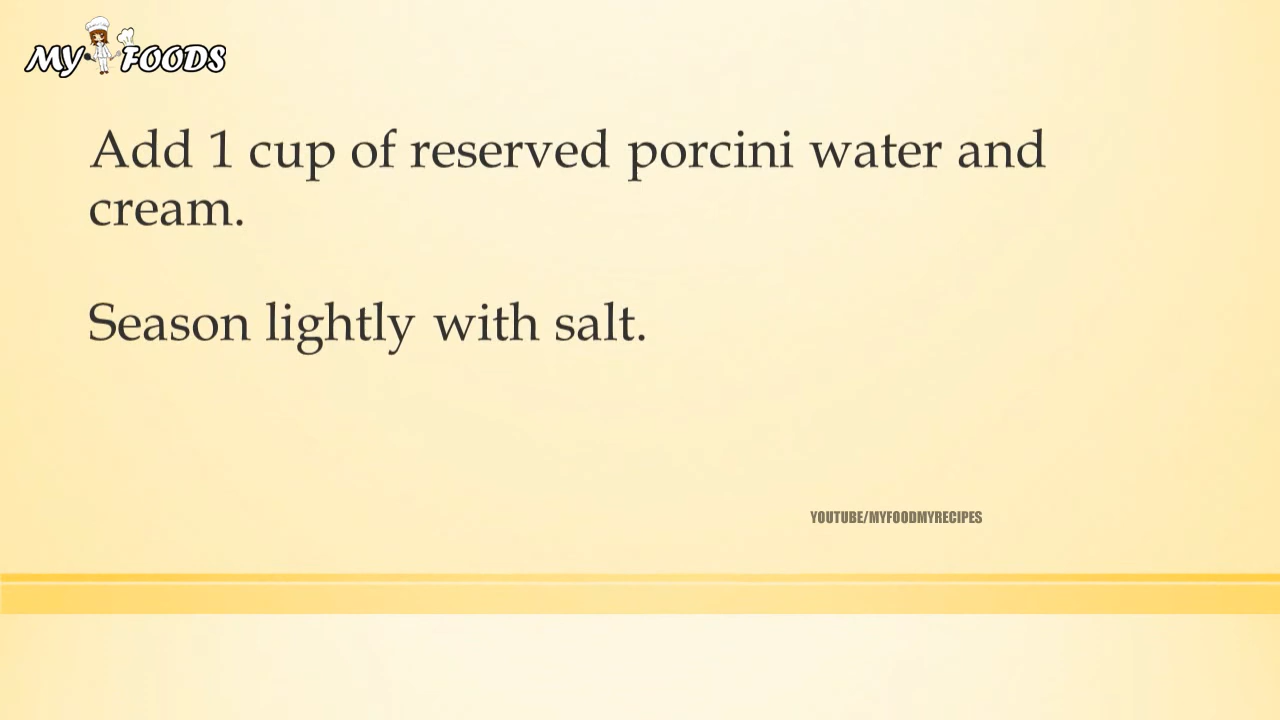 MY FOODS
Add 1 cup of reserved porcini water and
cream.
Season lightly with salt.
YOUTUBE/MYFOODMYRECIPES